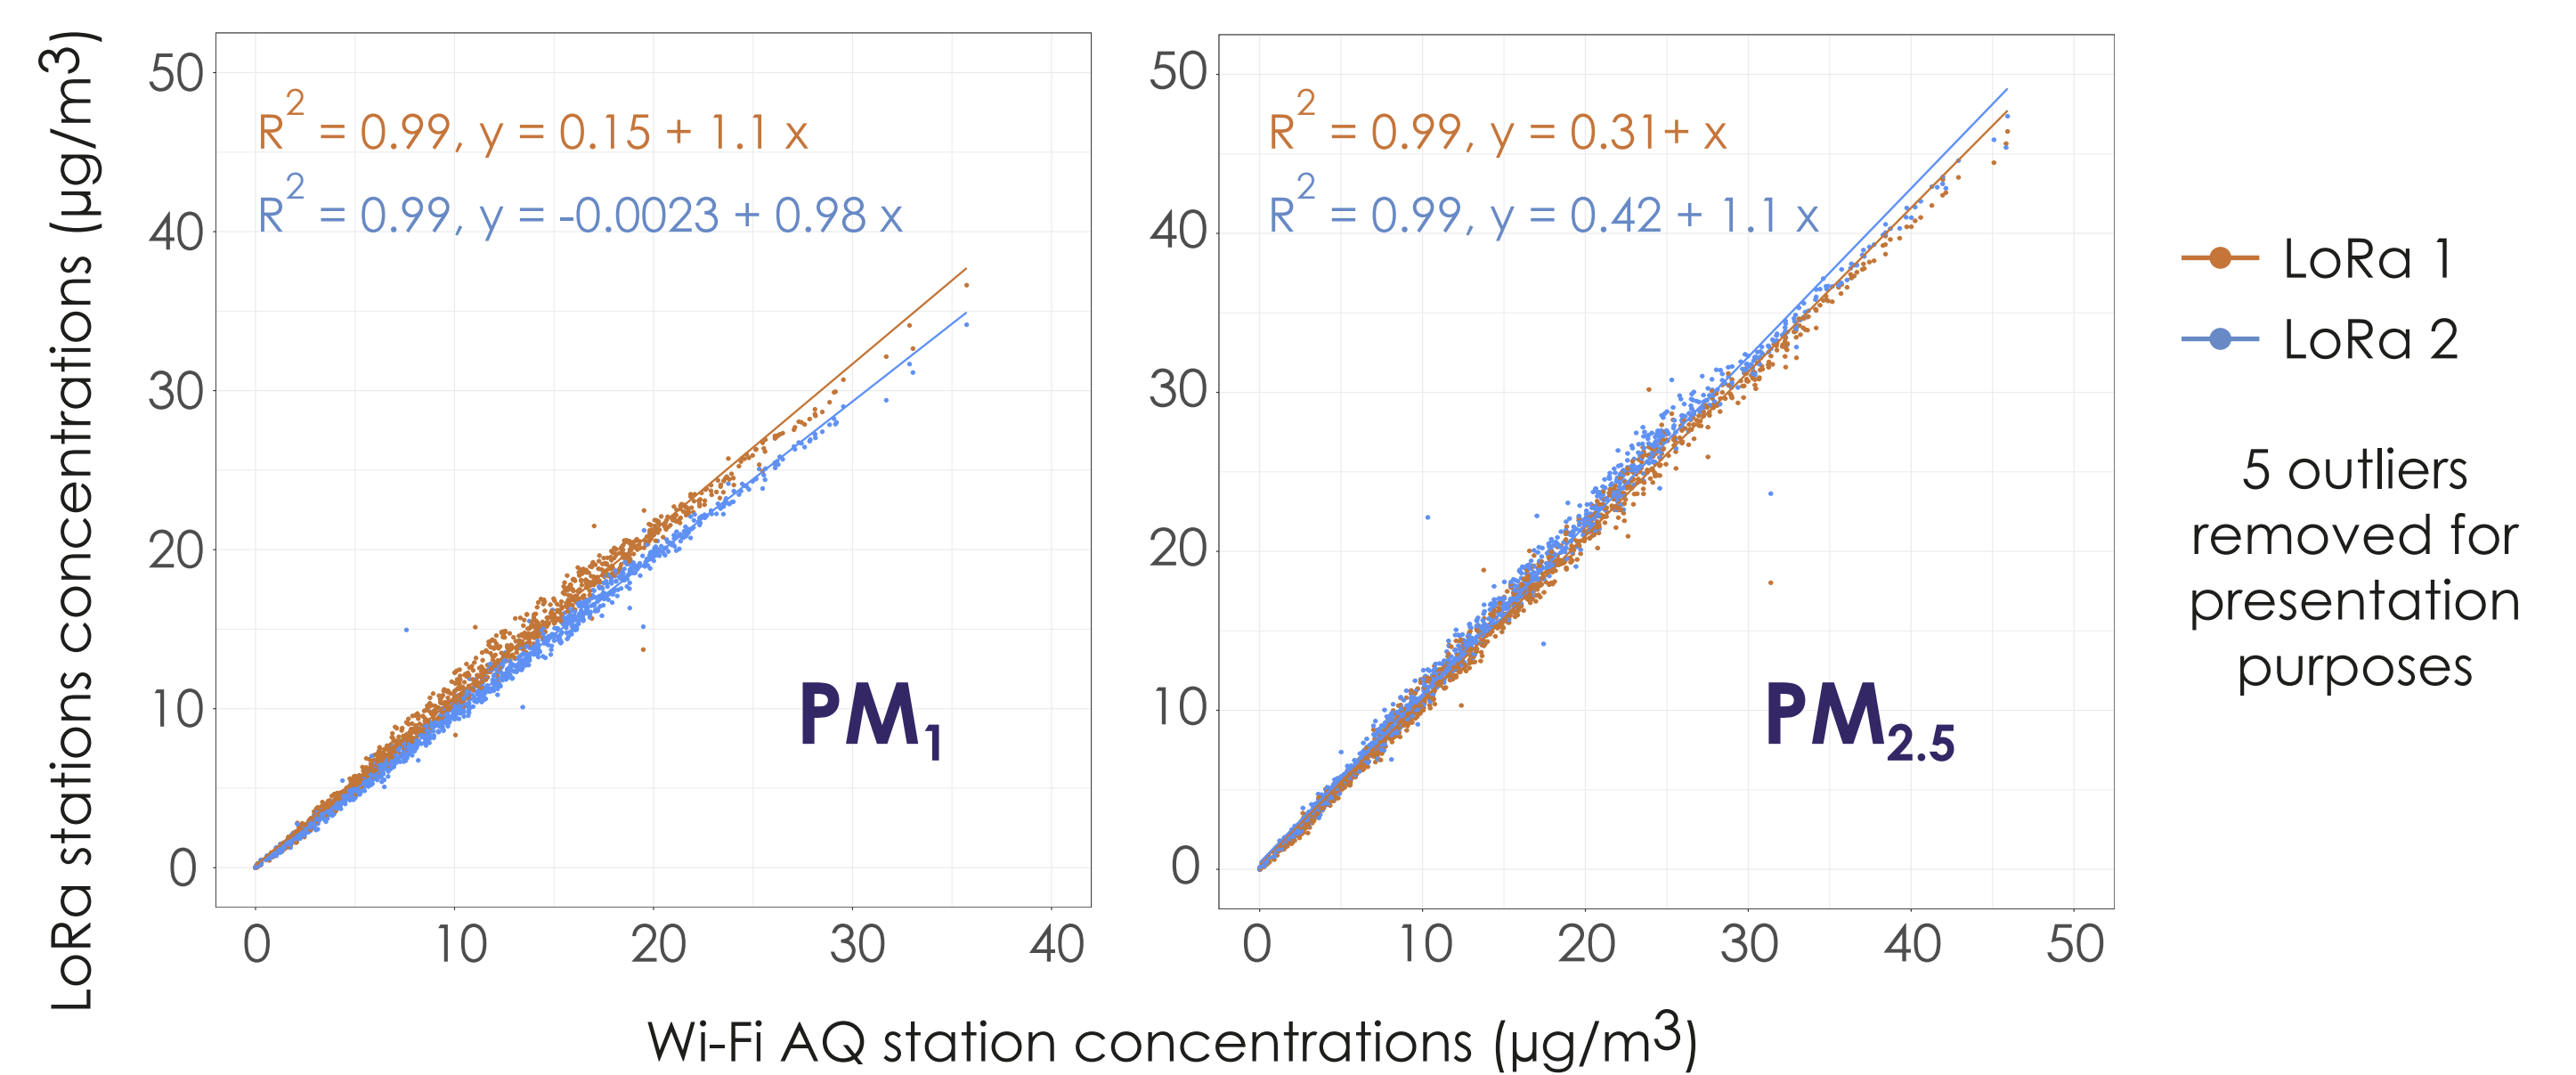 LoRa stations concentrations (µg/m3)
50
40
30
20
10
0
R2 = 0.99, y = 0.15 + 1.1 x
R2 = 0.99, y = -0.0023 + 0.98 x
PM1
0 10 20 30 40
50
40
30
20
10
0
R2 = 0.99, y = 0.31+ x
R2 = 0.99, y = 0.42 + 1.1 x
PM2.5
0 10 20 30 40 50
Wi-Fi AQ station concentrations (µg/m3)
LoRa 1
LoRa 2
5 outliers
removed for
presentation
purposes